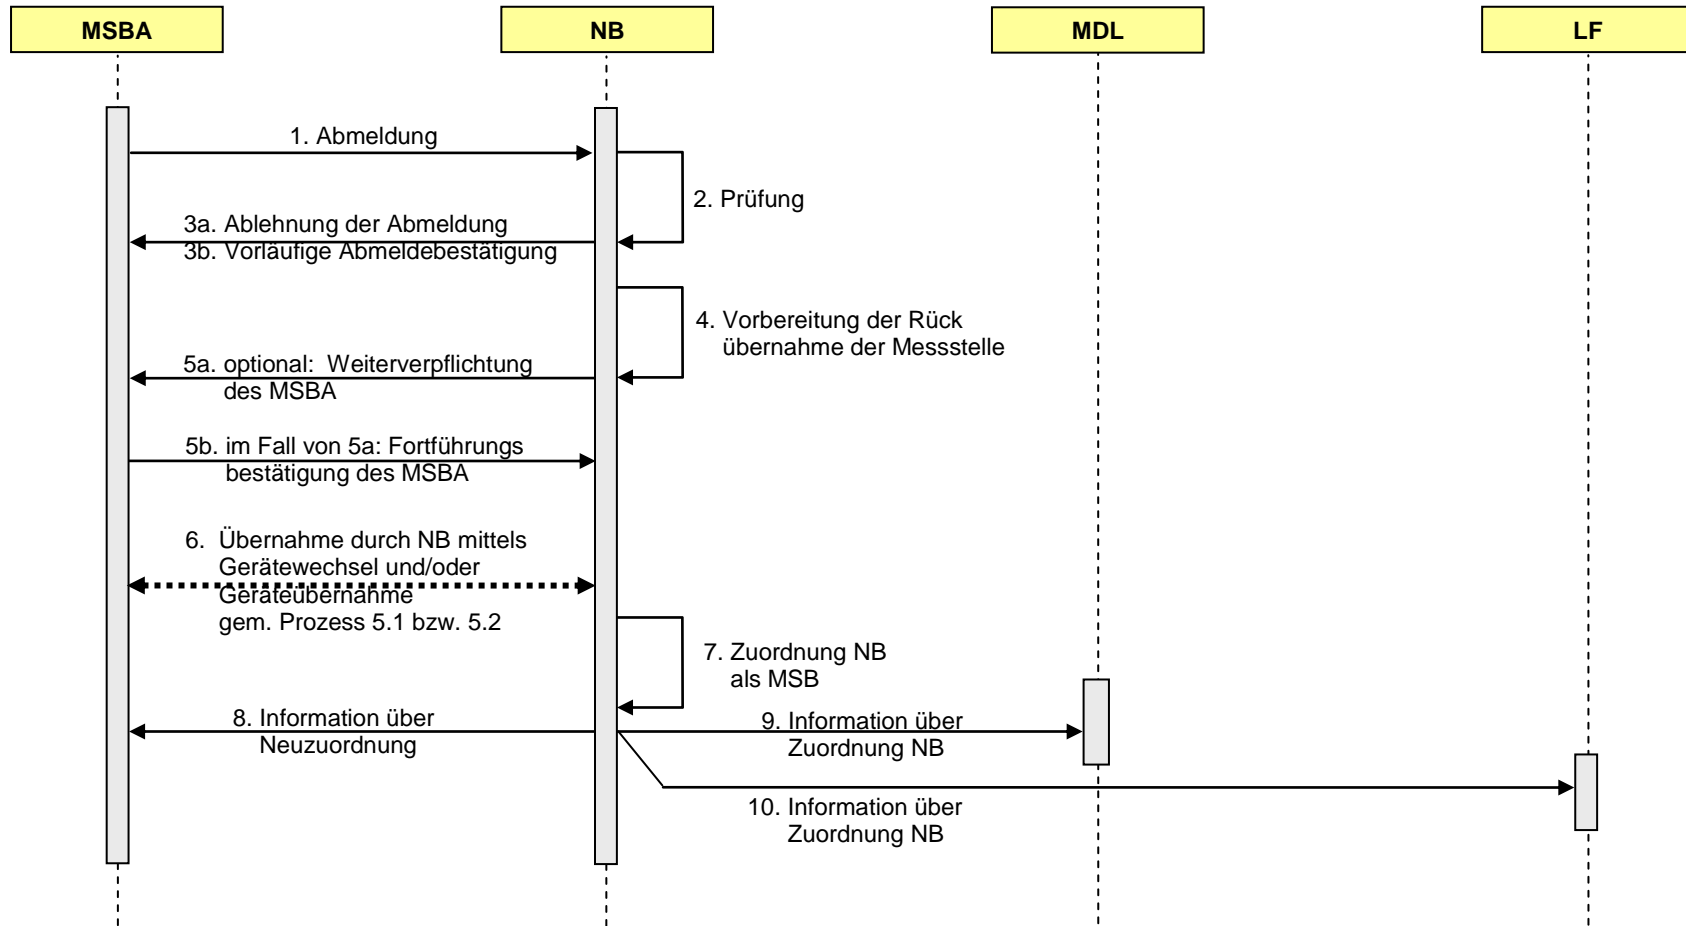 MSBA
NB
MDL
LF
1. Abmeldung
2. Prüfung
3a. Ablehnung der Abmeldung
3b. Vorläufige Abmeldebestätigung
4. Vorbereitung der Rück
übernahme der Messstelle
5a. optional: Weiterverpflichtung
des MSBA
5b. im Fall von 5a: Fortführungs
bestätigung des MSBA
6. Übernahme durch NB mittels
Gerätewechsel und/oder
Geräteübernahme
gem. Prozess 5.1 bzw. 5.2
7. Zuordnung NB
als MSB
8. Information über
Neuzuordnung
9. Information über
Zuordnung NB
10. Information über
Zuordnung NB